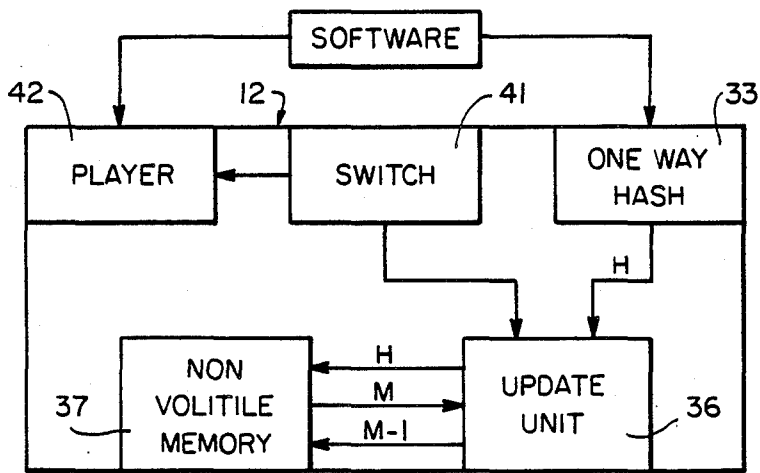 SOFTWARE
42
12
41
33
PLAYER
SWITCH
ONE WAY
HASH
H
NON
VOLITILE
MEMORY
37
H
M
M-1
UPDATE
UNIT
36